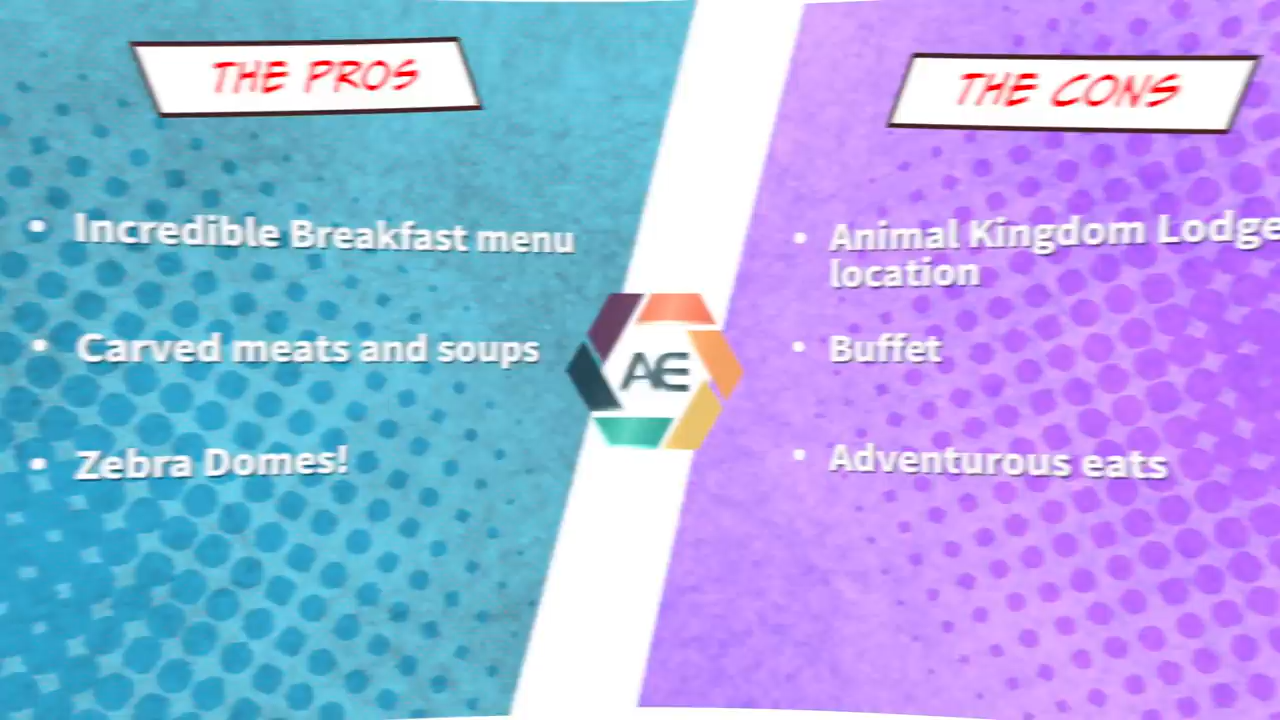 THE PROS
• Incredible Breakfast menu
• Carved meats and soups
• Zebra Domes!
AE
THE CONS
• Animal Kingdom Lodge
location
• Buffet
• Adventurous eats